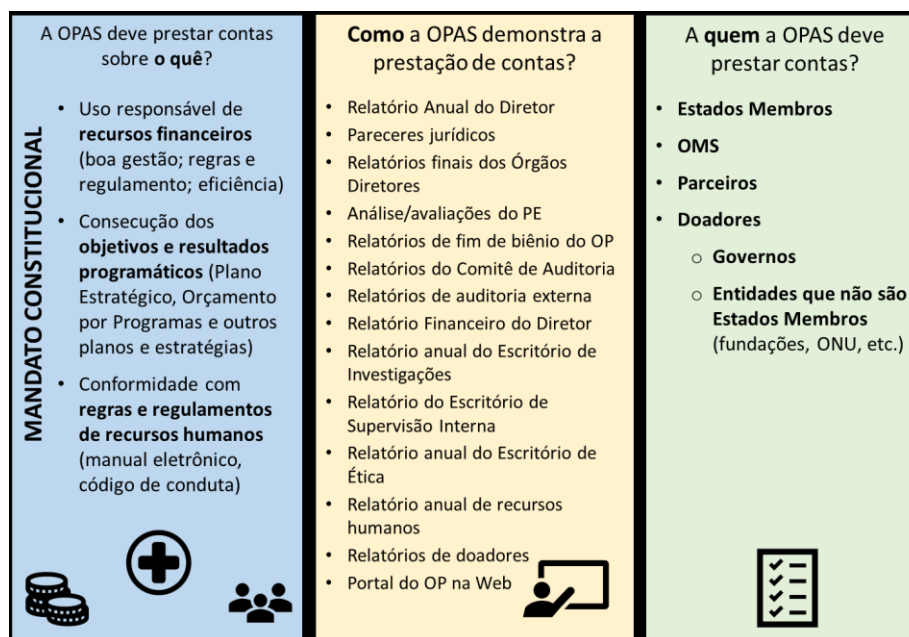 A OPAS deve prestar contas
sobre o quê?
MANDATO CONSTITUCIONAL
• Uso responsável de
recursos financeiros
(boa gestão; regras e
regulamento; eficiência)
• Consecução dos
objetivos e resultados
programáticos (Plano
Estratégico, Orçamento
por Programas e outros
planos e estratégias)
• Conformidade com
regras e regulamentos
de recursos humanos
(manual eletrônico,
código de conduta)
Como a OPAS demonstra a
prestação de contas?
• Relatório Anual do Diretor
• Pareceres jurídicos
• Relatórios finais dos Órgãos
Diretores
• Análise/avaliações do PE
• Relatórios de fim de biênio do OP
• Relatórios do Comitê de Auditoria
• Relatórios de auditoria externa
• Relatório Financeiro do Diretor
• Relatório anual do Escritório de
Investigações
• Relatório do Escritório de
Supervisão Interna
• Relatório anual do Escritório de
Ética
• Relatório anual de recursos
humanos
• Relatórios de doadores
• Portal do OP na Web
A quem a OPAS deve
prestar contas?
• Estados Membros
• OMS
• Parceiros
• Doadores
o Governos
o Entidades que não são
Estados Membros
(fundações, ONU, etc.)